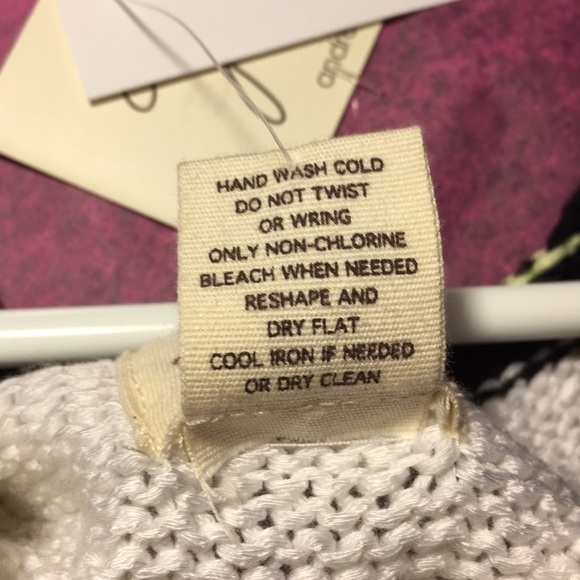 HAND WASH COLD
DO NOT TWIST
OR WRING
ONLY NON-CHLORINE
BLEACH WHEN NEEDED
RESHAPE AND
DRY FLAT
COOL IRON IF NEEDED
OR DRY CLEAN